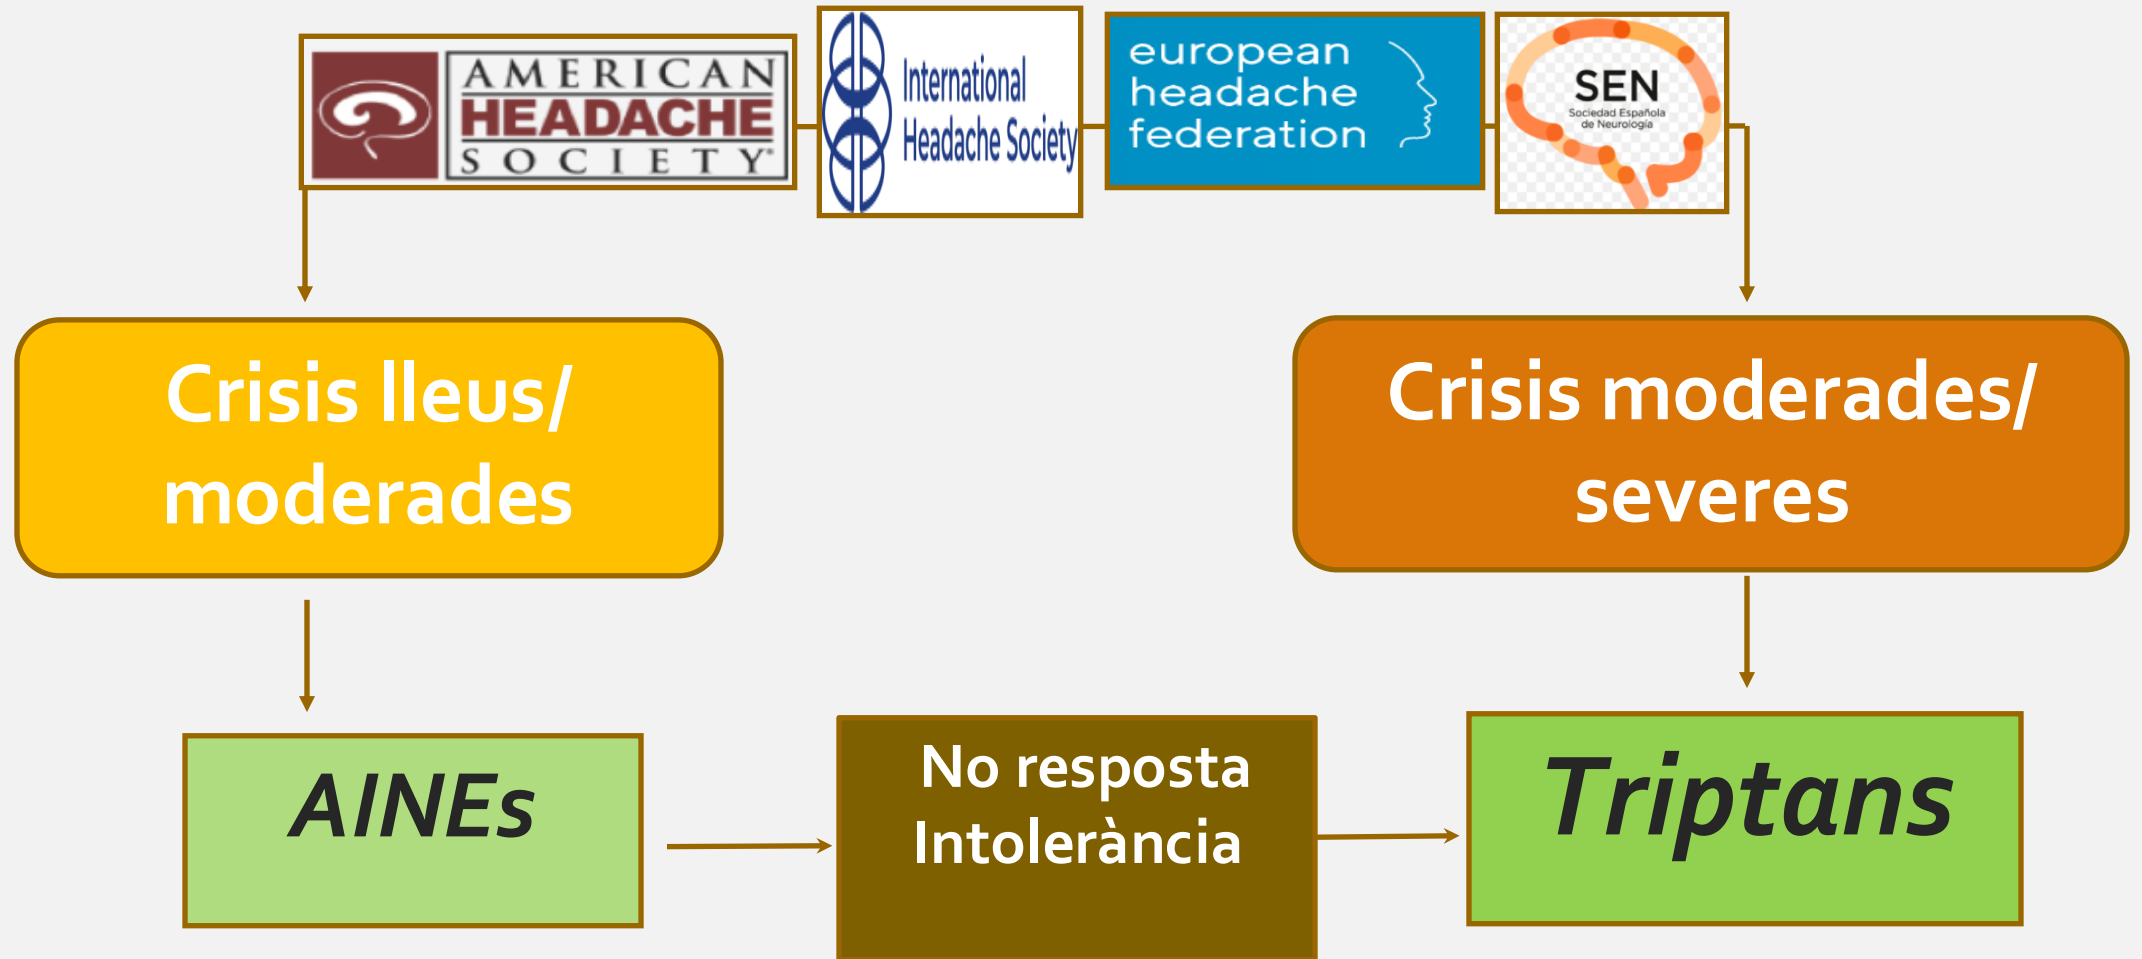 AMERICAN
HEADACHE
SOCIETY
International
Headache Society
european
headache
federation
SEN
Sociedad Española
de Neurología
Crisis lleus/
moderades
Crisis moderades/
severes
AINEs
No resposta
Intolerància
Triptans